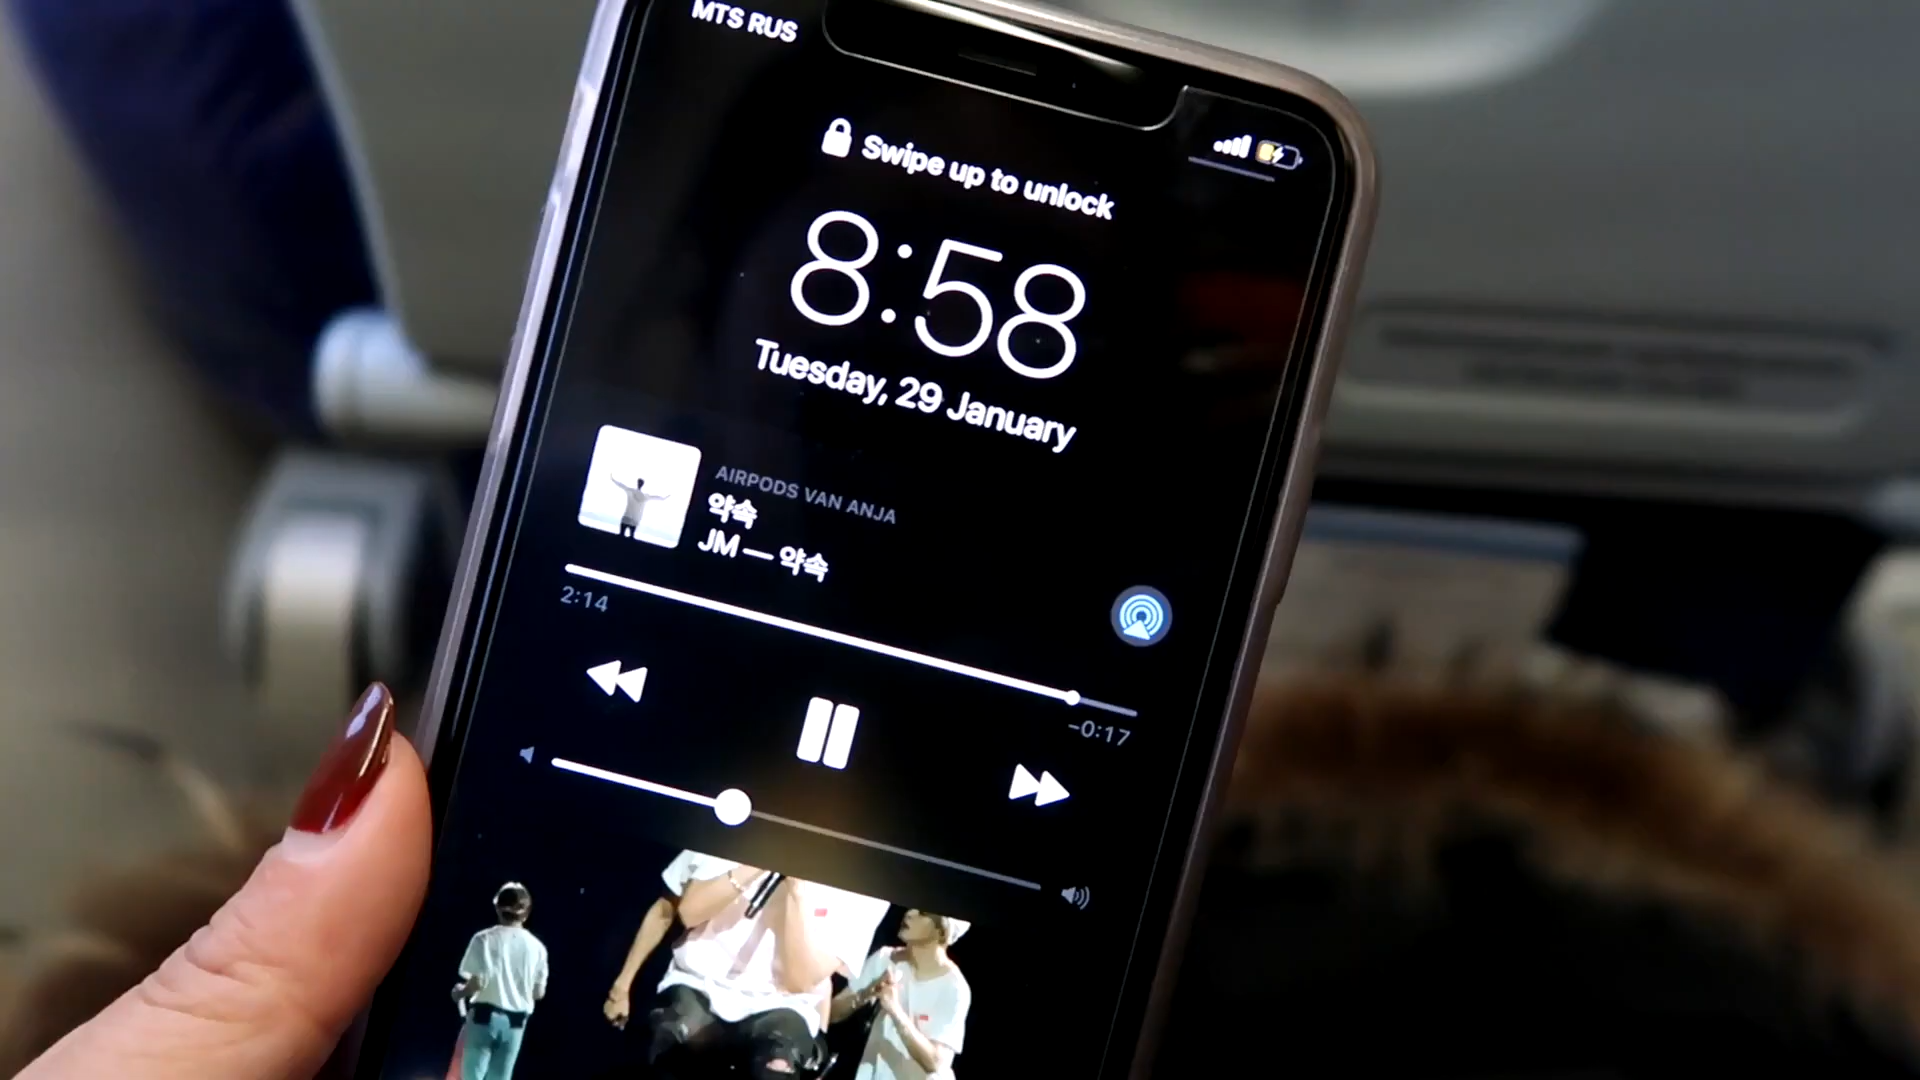 MTS RUS
Swipe up to unlock
8:58
Tuesday, 29 January
AIRPODS VAN ANJA
약속
JM — 약속
2:14
-0:17